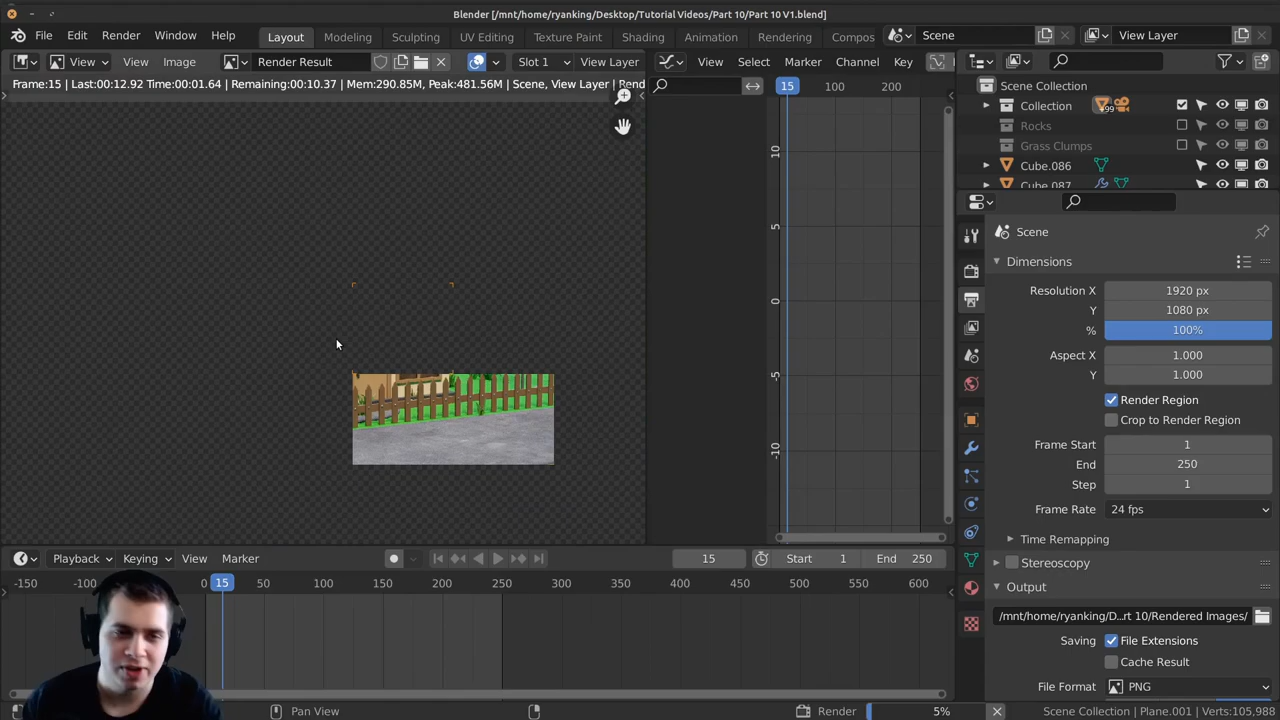 Blender [/mnt/home/ryanking/Desktop/Tutorial Videos/Part 10/Part 10 V1.blend]
File Edit Render Window Help Layout Modeling Sculpting UV Editing Texture Paint Shading Animation Rendering Compos Scene View Layer
View View Image Render Result Slot 1 View Layer View Select Marker Channel Key
Frame:15 | Last:00:12.92 Time:00:01.64 | Remaining:00:10.37 | Mem:290.85M, Peak:481.56M | Scene, View Layer | Rend
15 100 200
10
5
0
-5
-10
Scene Collection
Collection 99
Rocks
Grass Clumps
Cube.086
Cube.087
Scene
Dimensions
Resolution X 1920 px
Y 1080 px
% 100%
Aspect X 1.000
Y 1.000
Render Region
Crop to Render Region
Frame Start 1
End 250
Step 1
Frame Rate 24 fps
Time Remapping
Stereoscopy
Output
/mnt/home/ryanking/D...rt 10/Rendered Images/
Saving File Extensions
Cache Result
File Format PNG
Playback Keying View Marker 15 Start 1 End 250
-150 -100 0 15 50 100 150 200 250 300 350 400 450 500 550 600
Pan View Render 5% Scene Collection | Plane.001 | Verts:105,988